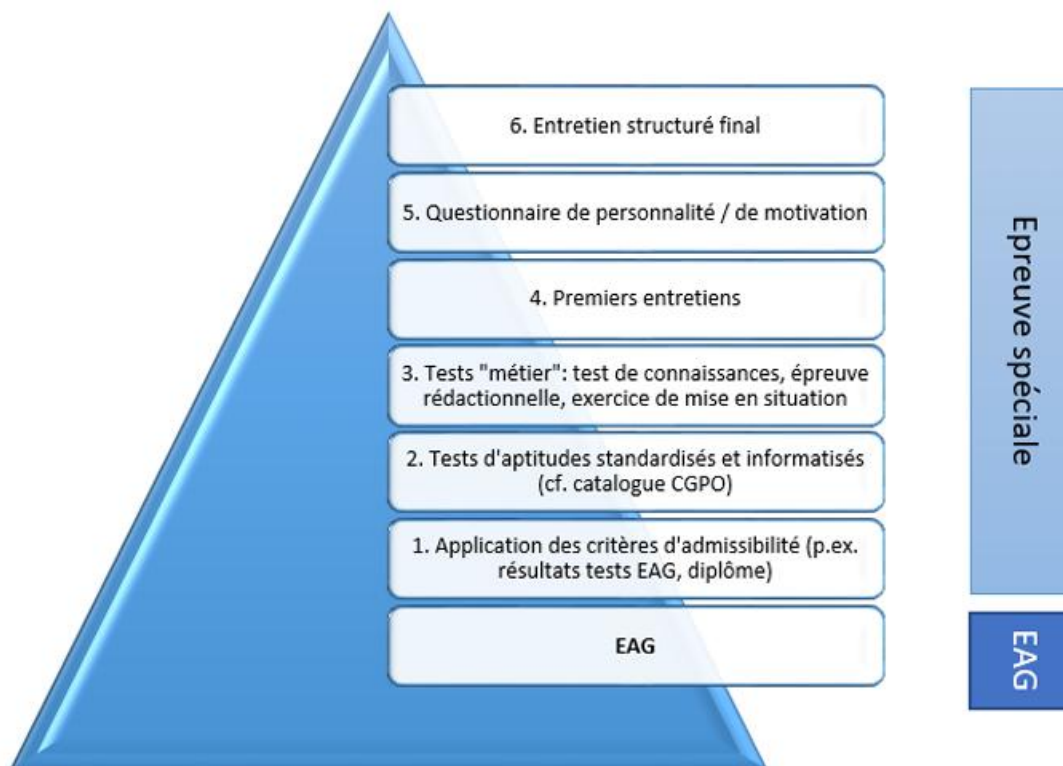 6. Entretien structuré final
5. Questionnaire de personnalité / de motivation
4. Premiers entretiens
3. Tests "métier": test de connaissances, épreuve
rédactionnelle, exercice de mise en situation
2. Tests d'aptitudes standardisés et informatisés
(cf. catalogue CGPO)
1. Application des critères d'admissibilité (p.ex.
résultats tests EAG, diplôme)
EAG
Epreuve spéciale
EAG